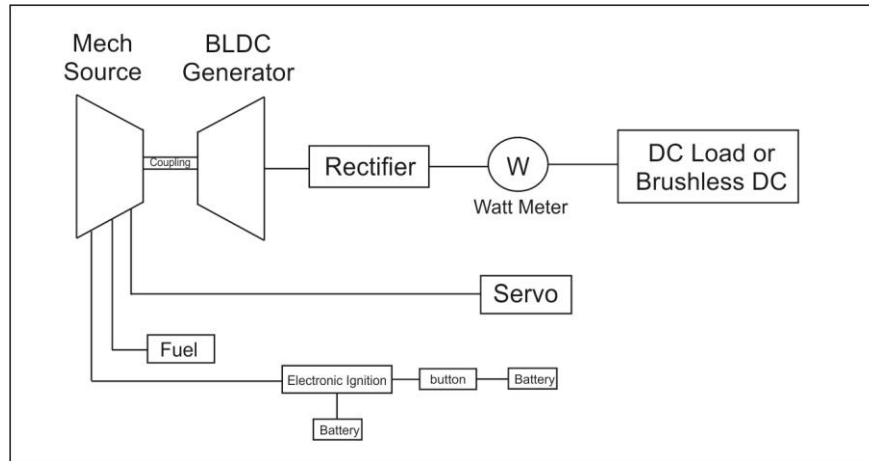 Mech
Source
BLDC
Generator
Coupling
Rectifier
W
Watt Meter
DC Load or
Brushless DC
Servo
Fuel
Electronic Ignition
button
Battery
Battery